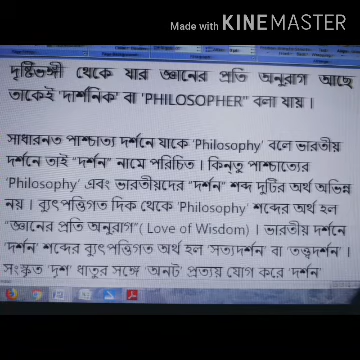 Made with KINEMASTER
দৃষ্টিভঙ্গী থেকে যার জ্ঞানের প্রতি অনুরাগ আছে
তাকেই 'দার্শনিক' বা 'PHILOSOPHER" বলা যায় ।
সাধারনত পাশ্চাত্য দর্শনে যাকে 'Philosophy' বলে ভারতীয়
দর্শনে তাই "দর্শন" নামে পরিচিত । কিন্তু পাশ্চাত্যের
'Philosophy' এবং ভারতীয়দের "দর্শন" শব্দ দুটির অর্থ অভিন্ন
নয় । ব্যুৎপত্তিগত দিক থেকে 'Philosophy' শব্দের অর্থ হল
"জ্ঞানের প্রতি অনুরাগ"( Love of Wisdom) । ভারতীয় দর্শনে
'দর্শন' শব্দের ব্যুৎপত্তিগত অর্থ হল 'সত্যদর্শন' বা 'তত্ত্বদর্শন' ।
সংস্কৃত 'দৃশ' ধাতুর সঙ্গে 'অনট' প্রত্যয় যোগ করে 'দর্শন'